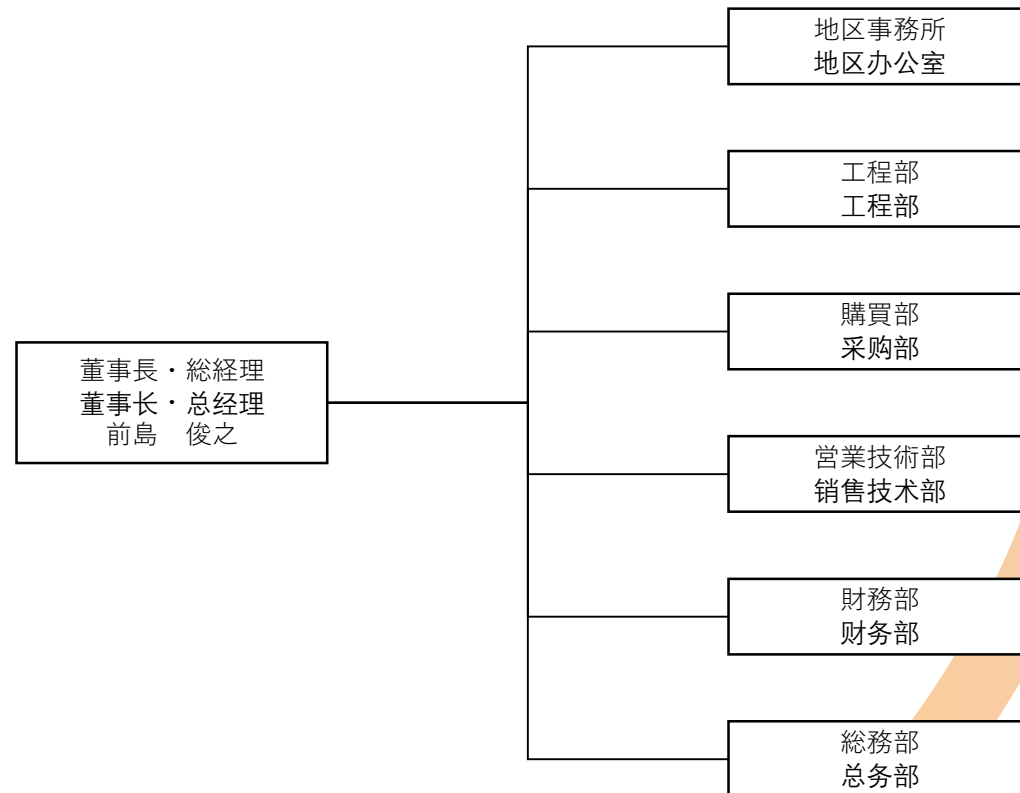 地区事務所
地区办公室
工程部
工程部
購買部
采购部
董事長・総経理
董事长・总经理
前島　俊之
営業技術部
销售技术部
財務部
财务部
総務部
总务部